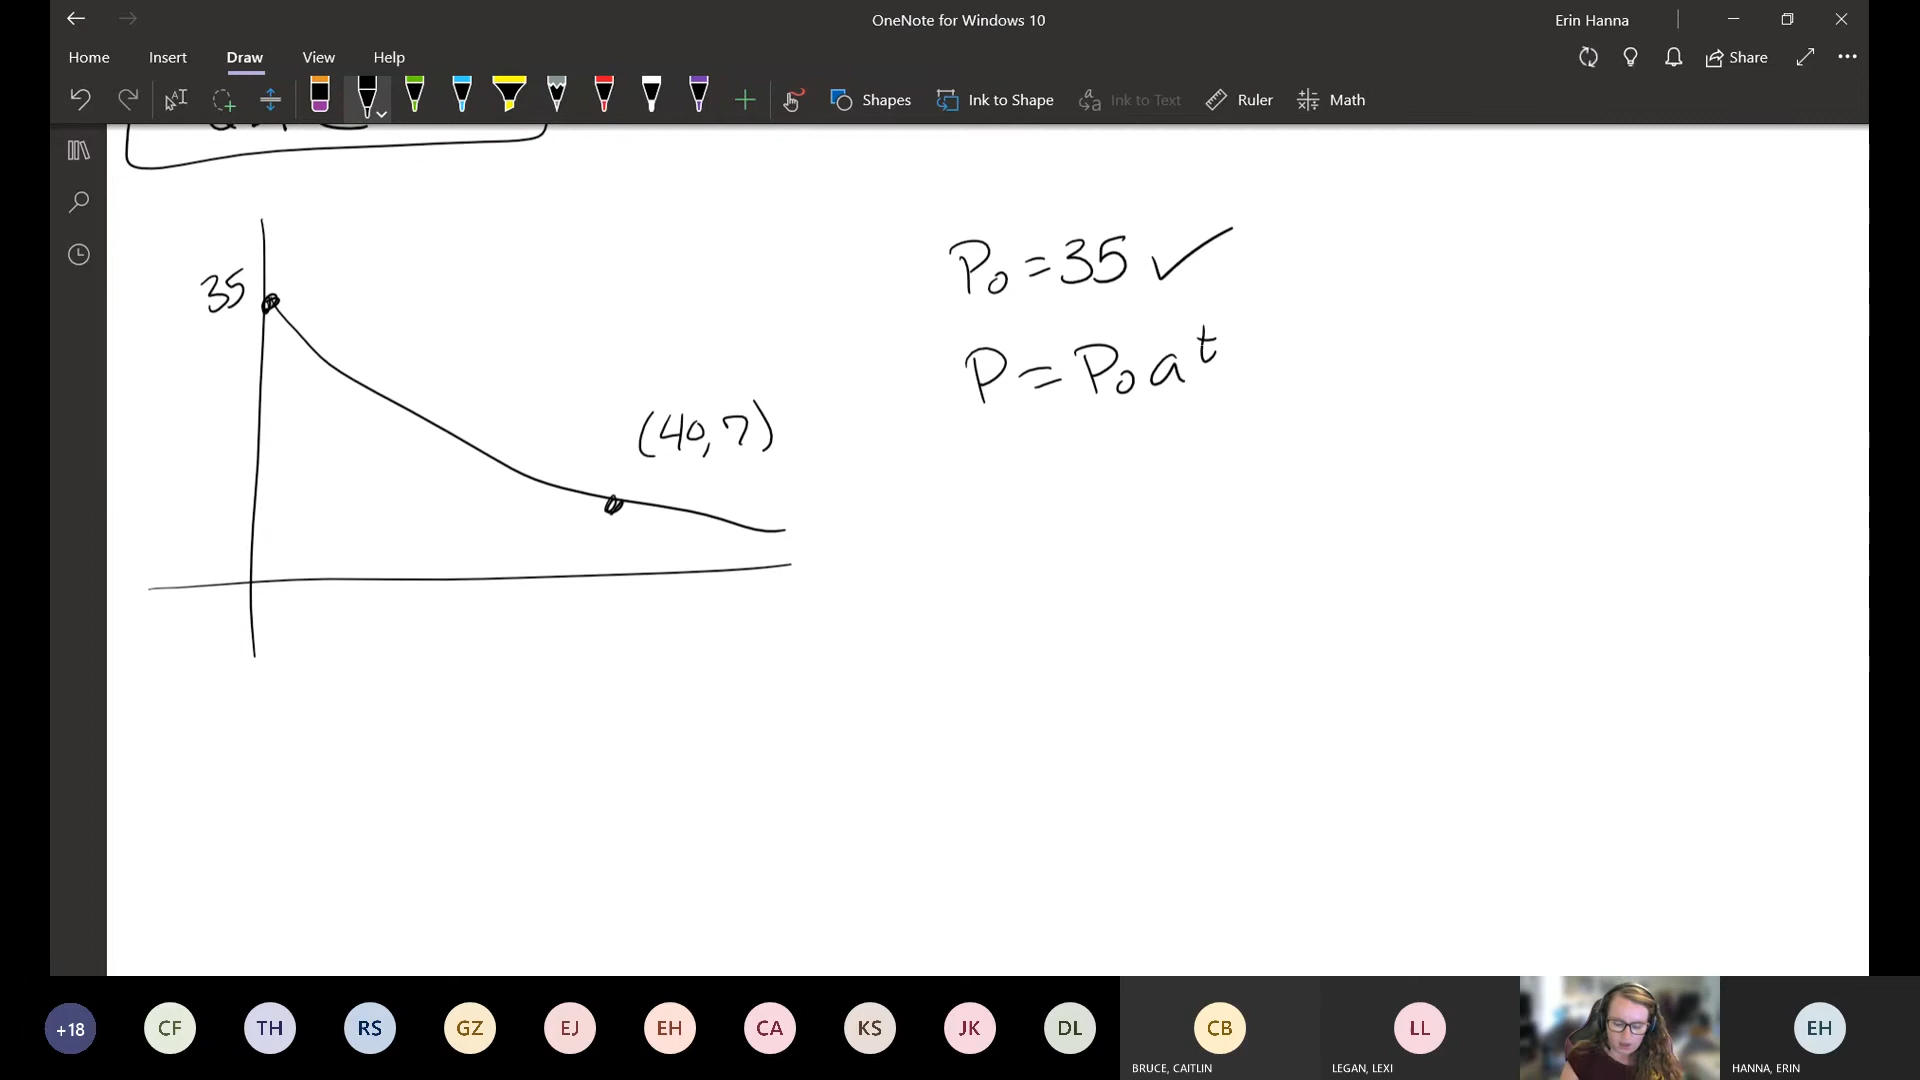 OneNote for Windows 10
Erin Hanna
Home Insert Draw View Help
Share
Shapes Ink to Shape Ink to Text Ruler Math
35
(40,7)
P₀ = 35 ✓
P = P₀ a^t
+18 CF TH RS GZ EJ EH CA KS JK DL CB LL EH
BRUCE, CAITLIN LEGAN, LEXI HANNA, ERIN